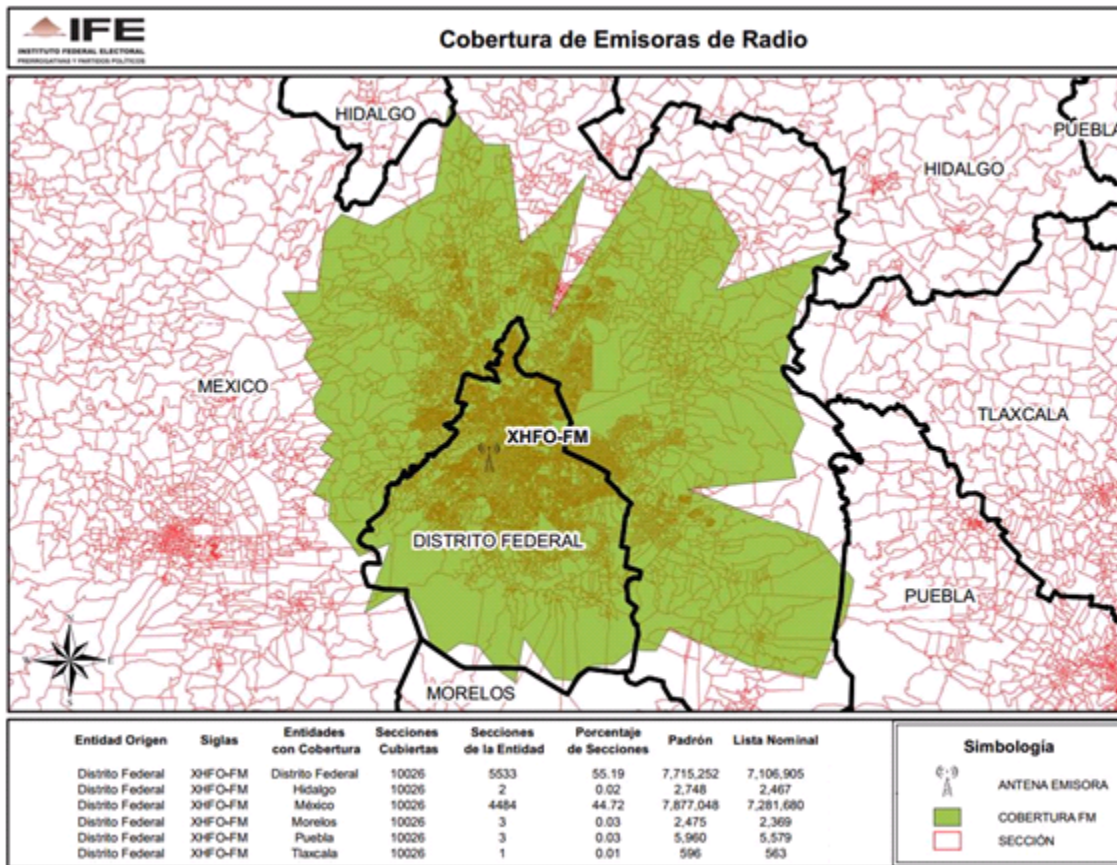 IFE
INSTITUTO FEDERAL ELECTORAL
PRERROGATIVAS Y PARTIDOS POLÍTICOS
Cobertura de Emisoras de Radio
HIDALGO
PUEBLA
HIDALGO
MEXICO
TLAXCALA
XHFO-FM
DISTRITO FEDERAL
PUEBLA
MORELOS
Entidad Origen Siglas Entidades con Cobertura Secciones Cubiertas Secciones de la Entidad Porcentaje de Secciones Padrón Lista Nominal
Distrito Federal XHFO-FM Distrito Federal 10026 5533 55.19 7,715,252 7,106,905
Distrito Federal XHFO-FM Hidalgo 10026 2 0.02 2,748 2,467
Distrito Federal XHFO-FM México 10026 4484 44.72 7,877,048 7,281,680
Distrito Federal XHFO-FM Morelos 10026 3 0.03 2,475 2,369
Distrito Federal XHFO-FM Puebla 10026 3 0.03 5,960 5,579
Distrito Federal XHFO-FM Tlaxcala 10026 1 0.01 596 563
Simbología
ANTENA EMISORA
COBERTURA FM
SECCIÓN